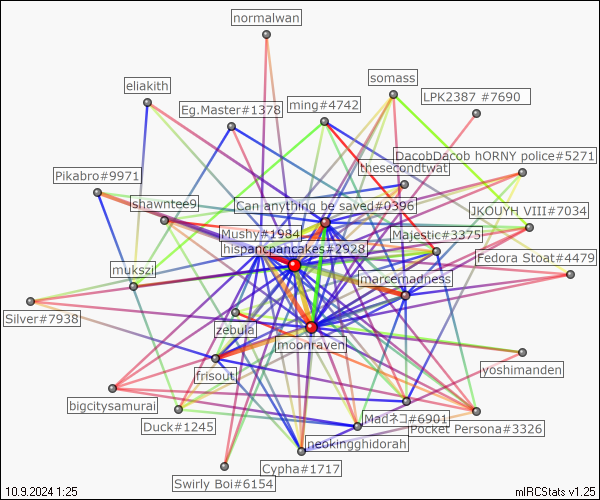 normalwan
somass
eliakith
LPK2387 #7690
ming#4742
Eg.Master#1378
DacobDacob hORNY police#5271
thesecondtwat
Pikabro#9971
shawntee9
Can anything be saved#0396
JKOUYH VIII#7034
Mushy#1984
Majestic#3375
hispancpancakes#2928
Fedora Stoat#4479
mukszi
marcemadness
Silver#7938
zebula
moonraven
yoshimanden
frisout
bigcitysamurai
Madネコ#6901
Duck#1245
Pocket Persona#3326
neokingghidorah
Cypha#1717
Swirly Boi#6154
10.9.2024 1:25
mIRCStats v1.25